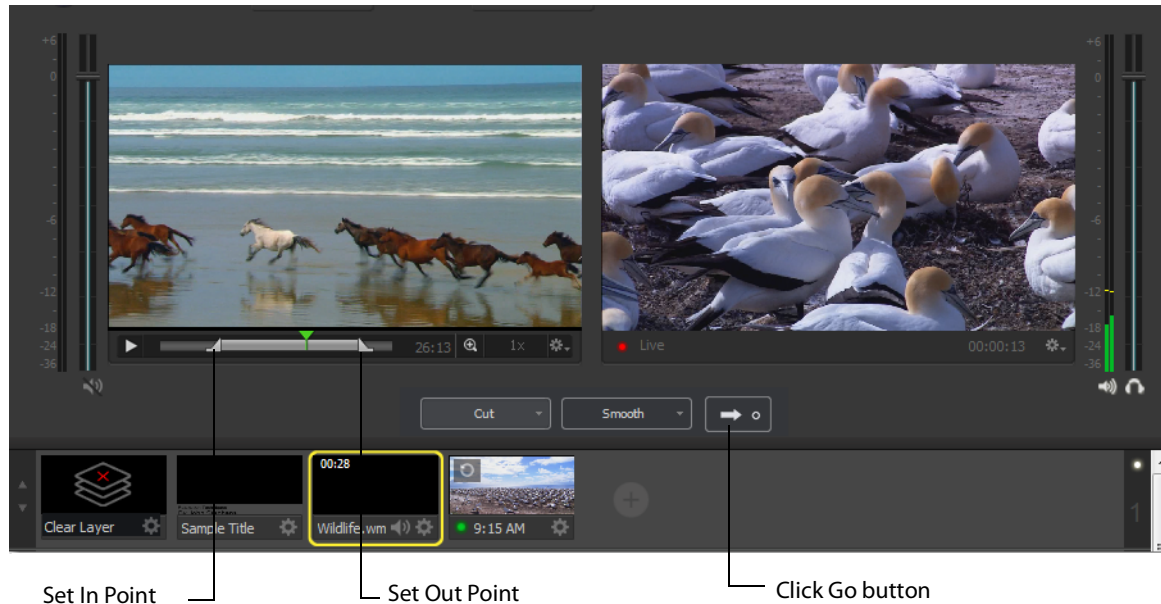 +6
0
-6
-12
-18
-24
-36
26:13
1x
Live
00:00:13
+6
0
-6
-12
-18
-24
-36
Cut
Smooth
00:28
Clear Layer
Sample Title
Wildlife.wm
9:15 AM
1
Set In Point
Set Out Point
Click Go button